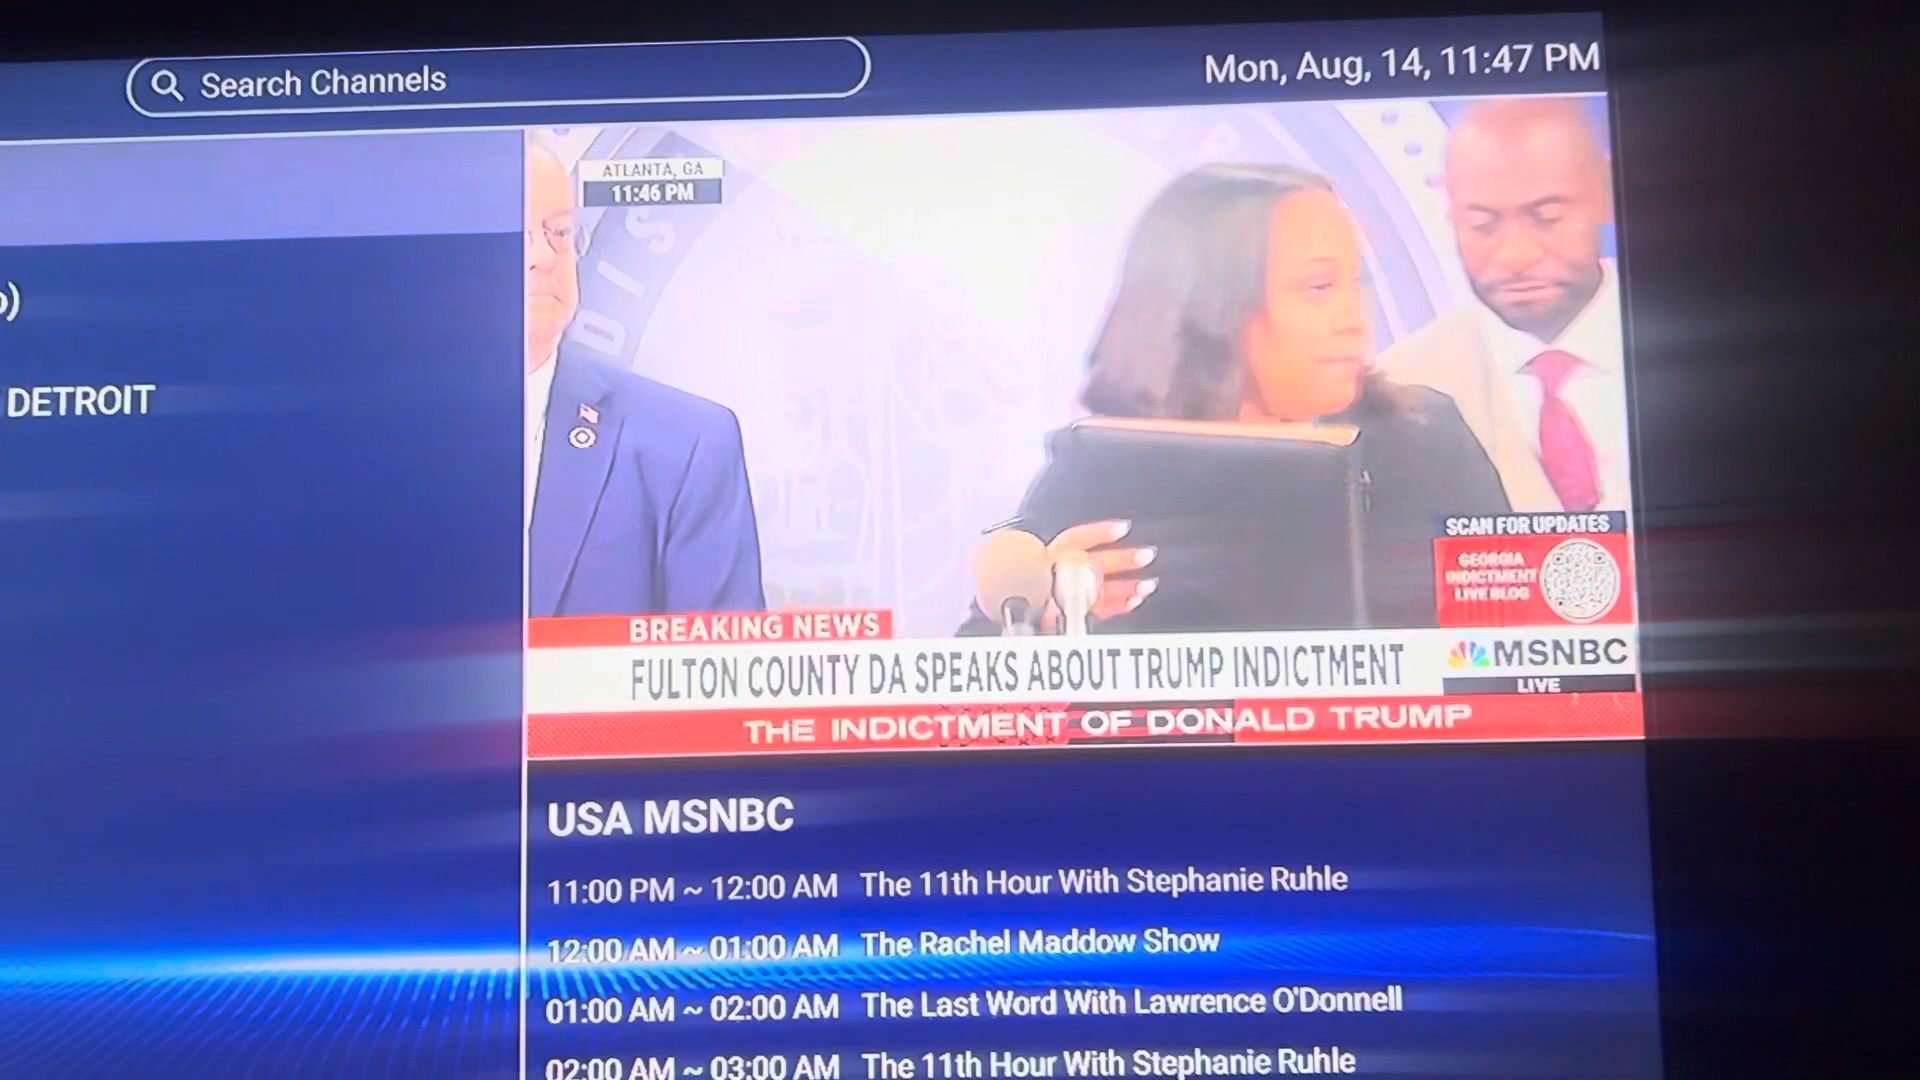 Search Channels
Mon, Aug, 14, 11:47 PM
ATLANTA, GA
11:46 PM
DIS
DETROIT
SCAN FOR UPDATES
GEORGIA
INDICTMENT
LIVE BLOG
BREAKING NEWS
FULTON COUNTY DA SPEAKS ABOUT TRUMP INDICTMENT
MSNBC
LIVE
THE INDICTMENT OF DONALD TRUMP
USA MSNBC
11:00 PM ~ 12:00 AM The 11th Hour With Stephanie Ruhle
12:00 AM ~ 01:00 AM The Rachel Maddow Show
01:00 AM ~ 02:00 AM The Last Word With Lawrence O'Donnell
02:00 AM ~ 03:00 AM The 11th Hour With Stephanie Ruhle